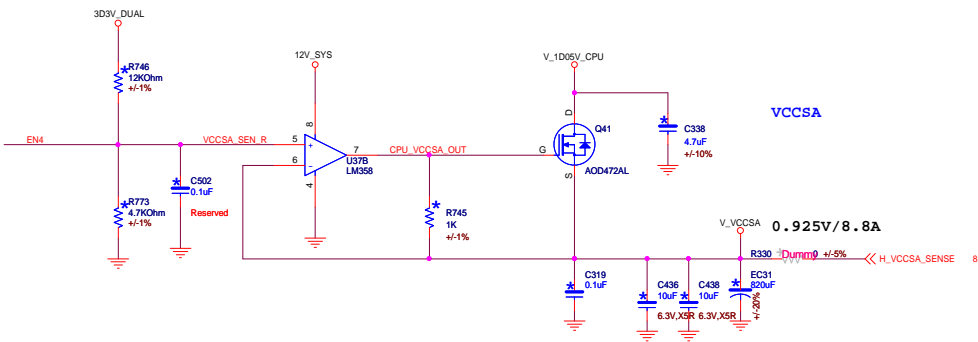 3D3V_DUAL
R746
12KOhm
+/-1%
12V_SYS
V_1D05V_CPU
VCCSA
EN4
VCCSA_SEN_R
5
+
8
6
-
4
7
U37B
LM358
CPU_VCCSA_OUT
G
D
S
Q41
AOD472AL
C338
4.7uF
+/-10%
R773
4.7KOhm
+/-1%
C502
0.1uF
Reserved
R745
1K
+/-1%
V_VCCSA
0.925V/8.8A
R330
Dummy
0
+/-5%
H_VCCSA_SENSE
8
C319
0.1uF
C436
10uF
6.3V,X5R
C438
10uF
6.3V,X5R
EC31
820uF
+/-20%